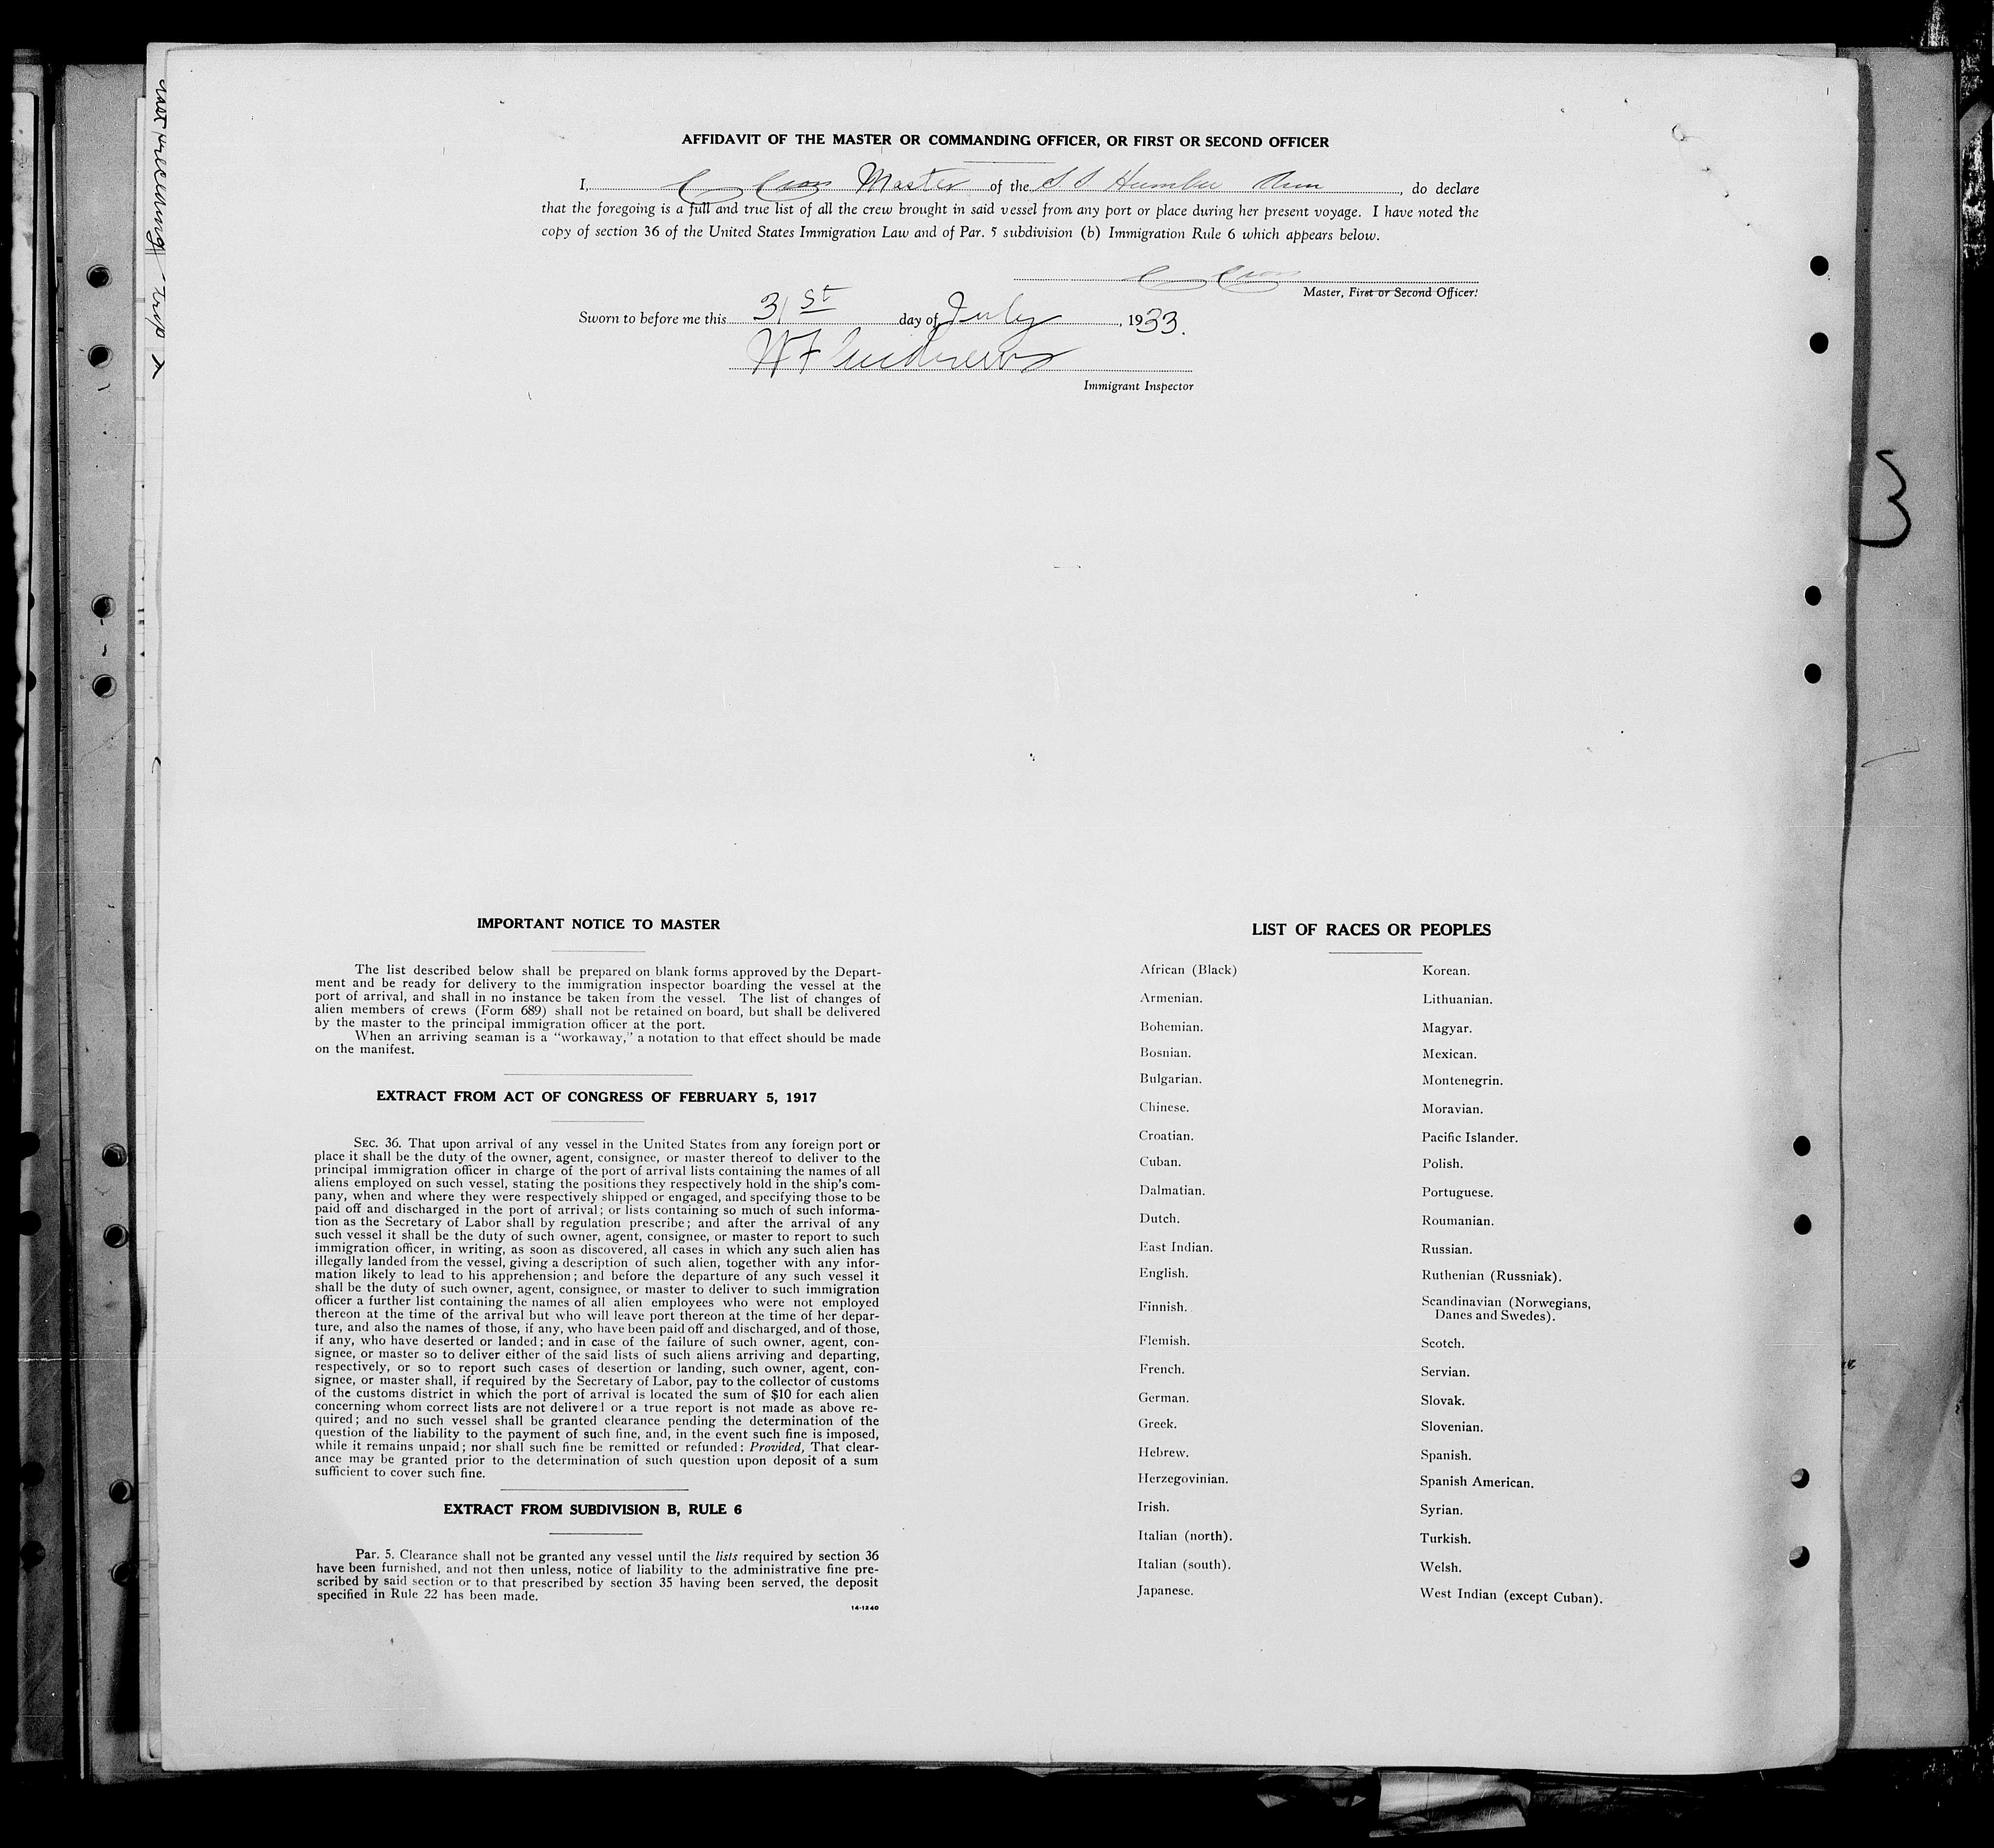 AFFIDAVIT OF THE MASTER OR COMMANDING OFFICER, OR FIRST OR SECOND OFFICER
I, Master of the S.S. Humber Arm, do declare
that the foregoing is a full and true list of all the crew brought in said vessel from any port or place during her present voyage. I have noted the
copy of section 36 of the United States Immigration Law and of Par. 5 subdivision (b) Immigration Rule 6 which appears below.
Master, First or Second Officer.
Sworn to before me this 31st day of July, 1933.
Andrews
Immigrant Inspector
IMPORTANT NOTICE TO MASTER
The list described below shall be prepared on blank forms approved by the Depart-
ment and be ready for delivery to the immigration inspector boarding the vessel at the
port of arrival, and shall in no instance be taken from the vessel. The list of changes of
alien members of crews (Form 689) shall not be retained on board, but shall be delivered
by the master to the principal immigration officer at the port.
When an arriving seaman is a "workaway," a notation to that effect should be made
on the manifest.
EXTRACT FROM ACT OF CONGRESS OF FEBRUARY 5, 1917
SEC. 36. That upon arrival of any vessel in the United States from any foreign port or
place it shall be the duty of the owner, agent, consignee, or master thereof to deliver to the
principal immigration officer in charge of the port of arrival lists containing the names of all
aliens employed on such vessel, stating the positions they respectively hold in the ship's com-
pany, when and where they were respectively shipped or engaged, and specifying those to be
paid off and discharged in the port of arrival; or lists containing so much of such informa-
tion as the Secretary of Labor shall by regulation prescribe; and after the arrival of any
such vessel it shall be the duty of such owner, agent, consignee, or master to report to such
immigration officer, in writing, as soon as discovered, all cases in which any such alien has
illegally landed from the vessel, giving a description of such alien, together with any infor-
mation likely to lead to his apprehension; and before the departure of any such vessel it
shall be the duty of such owner, agent, consignee, or master to deliver to such immigration
officer a further list containing the names of all alien employees who were not employed
thereon at the time of the arrival but who will leave port thereon at the time of her depar-
ture, and also the names of those, if any, who have been paid off and discharged, and of those,
if any, who have deserted or landed; and in case of the failure of such owner, agent, con-
signee, or master so to deliver either of the said lists of such aliens arriving and departing,
respectively, or so to report such cases of desertion or landing, such owner, agent, con-
signee, or master shall, if required by the Secretary of Labor, pay to the collector of customs
of the customs district in which the port of arrival is located the sum of $10 for each alien
concerning whom correct lists are not delivered or a true report is not made as above re-
quired; and no such vessel shall be granted clearance pending the determination of the
question of the liability to the payment of such fine, and, in the event such fine is imposed,
while it remains unpaid; nor shall such fine be remitted or refunded: Provided, That clear-
ance may be granted prior to the determination of such question upon deposit of a sum
sufficient to cover such fine.
EXTRACT FROM SUBDIVISION B, RULE 6
Par. 5. Clearance shall not be granted any vessel until the lists required by section 36
have been furnished, and not then unless, notice of liability to the administrative fine pre-
scribed by said section or to that prescribed by section 35 having been served, the deposit
specified in Rule 22 has been made.
14-1240
LIST OF RACES OR PEOPLES
African (Black)
Armenian.
Bohemian.
Bosnian.
Bulgarian.
Chinese.
Croatian.
Cuban.
Dalmatian.
Dutch.
East Indian.
English.
Finnish.
Flemish.
French.
German.
Greek.
Hebrew.
Herzegovinian.
Irish.
Italian (north).
Italian (south).
Japanese.
Korean.
Lithuanian.
Magyar.
Mexican.
Montenegrin.
Moravian.
Pacific Islander.
Polish.
Portuguese.
Roumanian.
Russian.
Ruthenian (Russniak).
Scandinavian (Norwegians,
Danes and Swedes).
Scotch.
Servian.
Slovak.
Slovenian.
Spanish.
Spanish American.
Syrian.
Turkish.
Welsh.
West Indian (except Cuban).
3